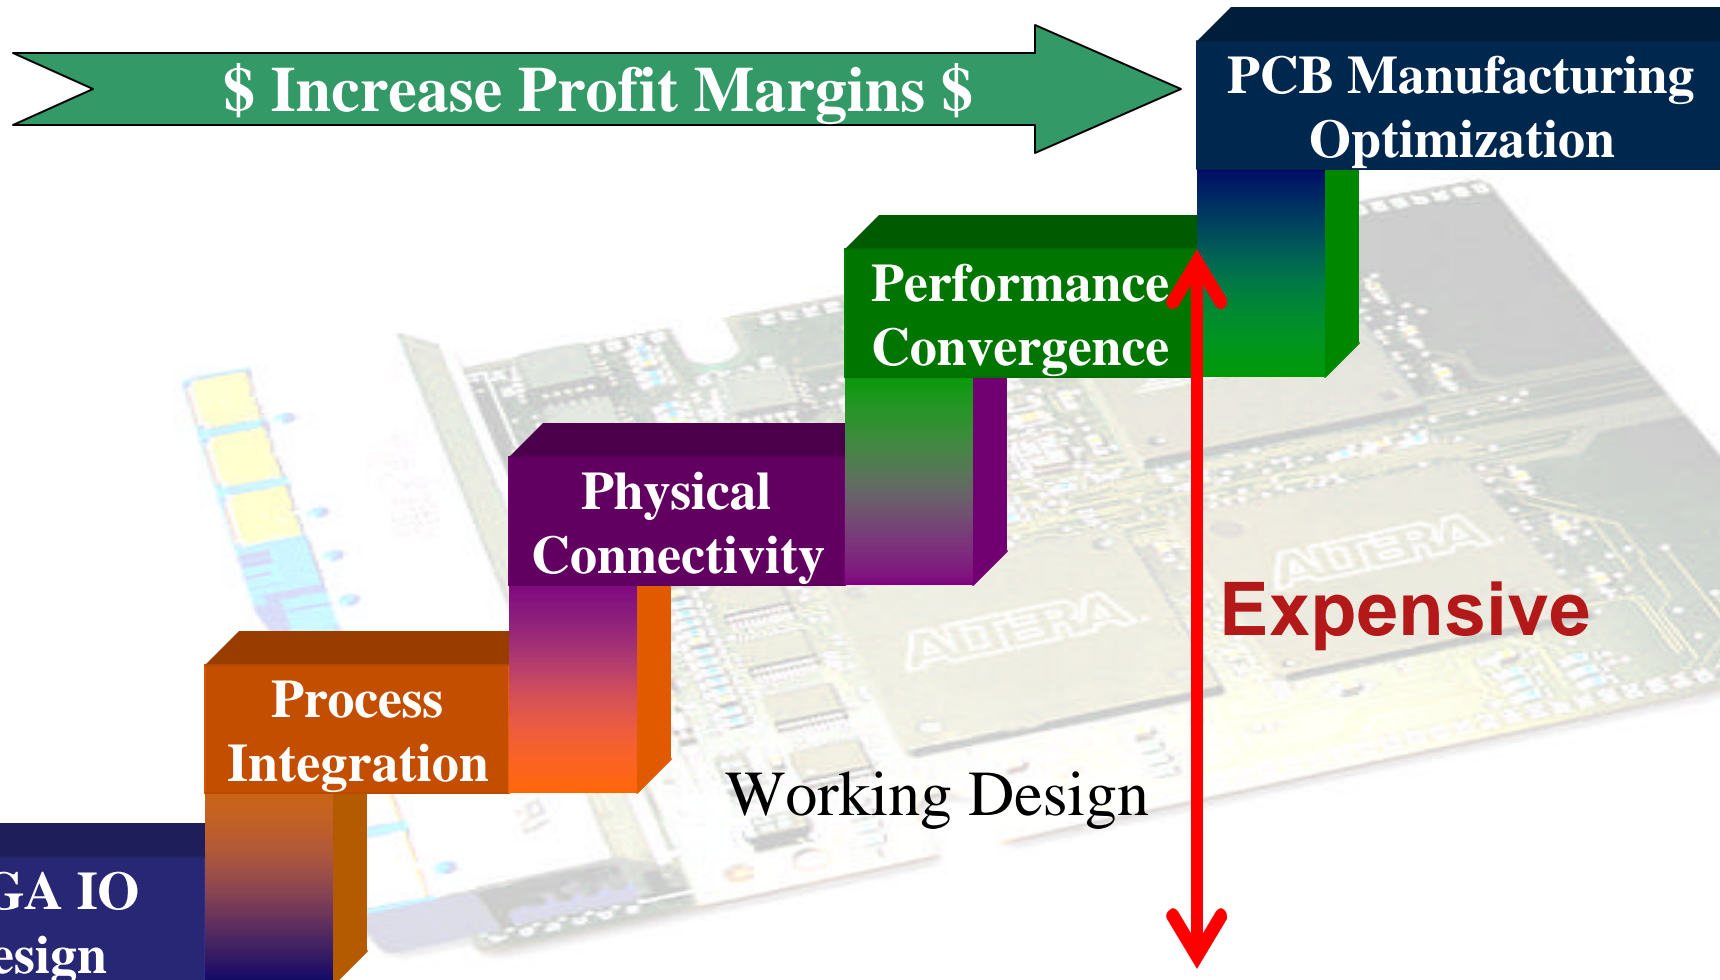 $ Increase Profit Margins $
PCB Manufacturing
Optimization
Performance
Convergence
Physical
Connectivity
Expensive
ALTERA
ALTERA
Process
Integration
Working Design
GA IO
esign